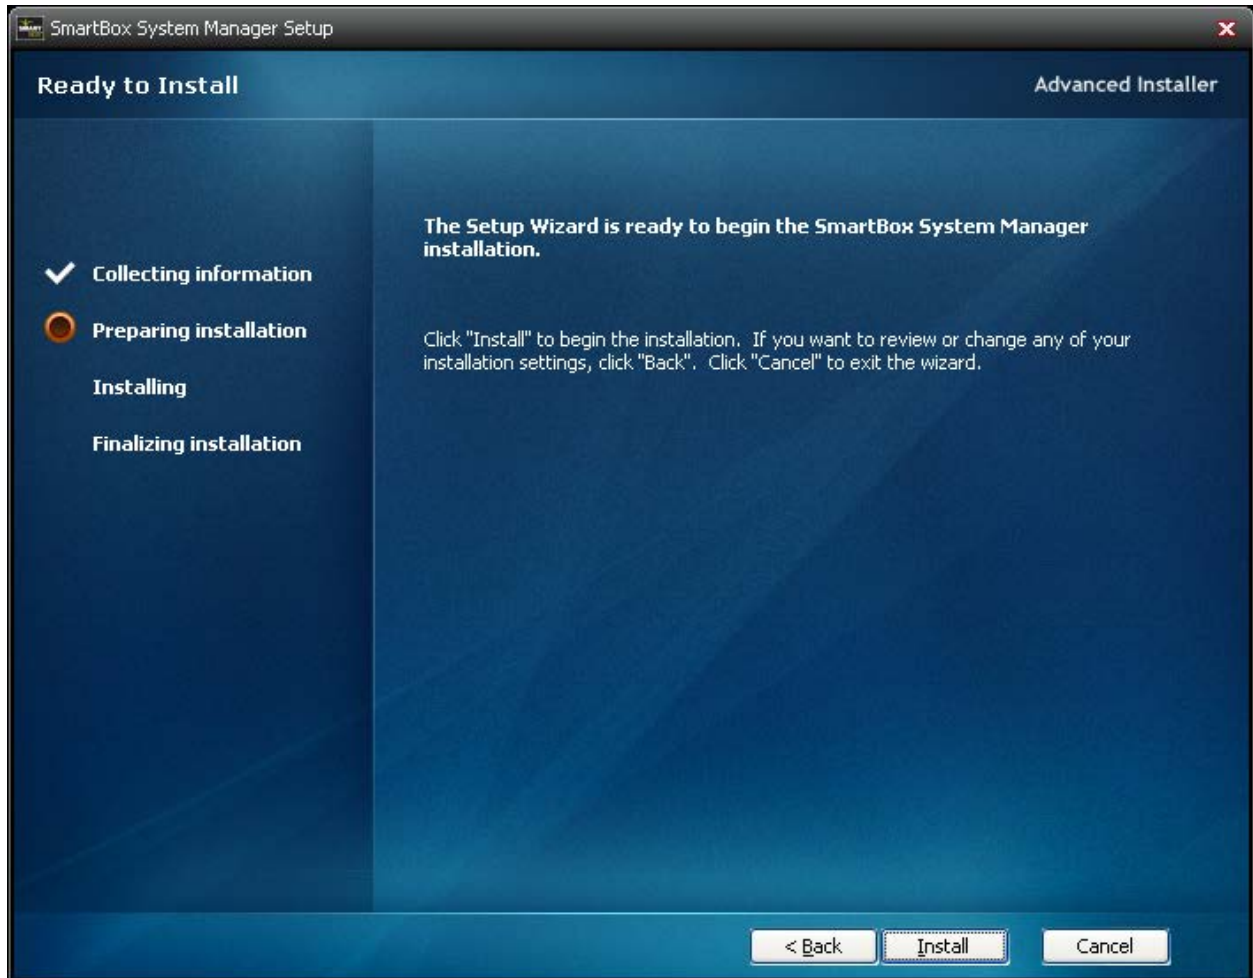 SmartBox System Manager Setup
Ready to Install
Advanced Installer
Collecting information
Preparing installation
Installing
Finalizing installation
The Setup Wizard is ready to begin the SmartBox System Manager
installation.
Click "Install" to begin the installation. If you want to review or change any of your
installation settings, click "Back". Click "Cancel" to exit the wizard.
< Back
Install
Cancel